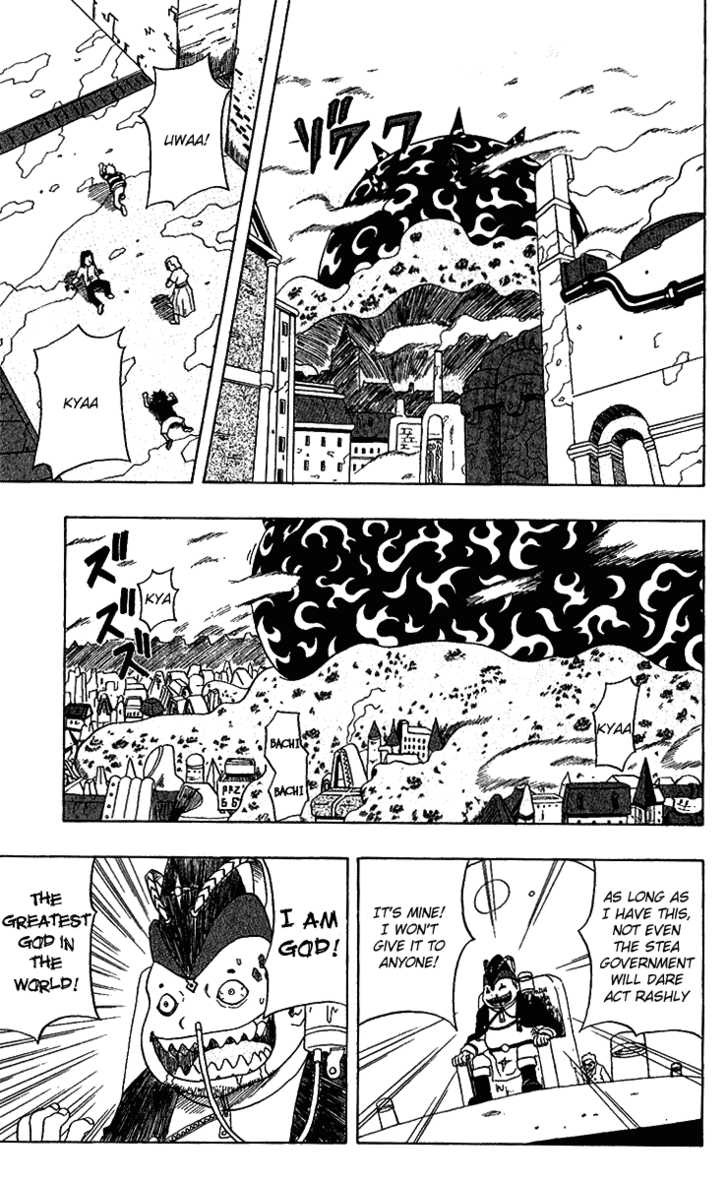 ゾワワ
UWAA!
KYAA
ズズズ
KYA
KYAA
BACHI
BACHI
AS LONG AS
I HAVE THIS,
NOT EVEN
THE STEA
GOVERNMENT
WILL DARE
ACT RASHLY
IT'S MINE!
I WON'T
GIVE IT TO
ANYONE!
I AM
GOD!
THE
GREATEST
GOD IN
THE
WORLD!